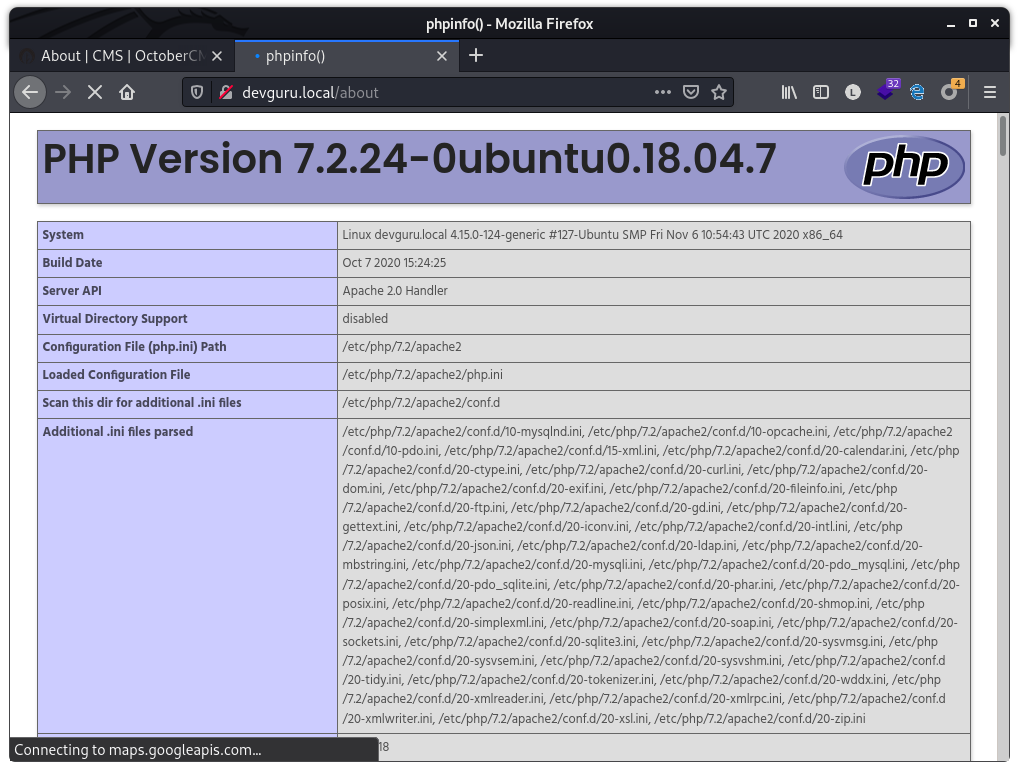 phpinfo() - Mozilla Firefox
About | CMS | OctoberCM
phpinfo()
devguru.local/about
L
32
4
PHP Version 7.2.24-0ubuntu0.18.04.7
php
System Linux devguru.local 4.15.0-124-generic #127-Ubuntu SMP Fri Nov 6 10:54:43 UTC 2020 x86_64
Build Date Oct 7 2020 15:24:25
Server API Apache 2.0 Handler
Virtual Directory Support disabled
Configuration File (php.ini) Path /etc/php/7.2/apache2
Loaded Configuration File /etc/php/7.2/apache2/php.ini
Scan this dir for additional .ini files /etc/php/7.2/apache2/conf.d
Additional .ini files parsed /etc/php/7.2/apache2/conf.d/10-mysqlnd.ini, /etc/php/7.2/apache2/conf.d/10-opcache.ini, /etc/php/7.2/apache2
/conf.d/10-pdo.ini, /etc/php/7.2/apache2/conf.d/15-xml.ini, /etc/php/7.2/apache2/conf.d/20-calendar.ini, /etc/php
/7.2/apache2/conf.d/20-ctype.ini, /etc/php/7.2/apache2/conf.d/20-curl.ini, /etc/php/7.2/apache2/conf.d/20-
dom.ini, /etc/php/7.2/apache2/conf.d/20-exif.ini, /etc/php/7.2/apache2/conf.d/20-fileinfo.ini, /etc/php
/7.2/apache2/conf.d/20-ftp.ini, /etc/php/7.2/apache2/conf.d/20-gd.ini, /etc/php/7.2/apache2/conf.d/20-
gettext.ini, /etc/php/7.2/apache2/conf.d/20-iconv.ini, /etc/php/7.2/apache2/conf.d/20-intl.ini, /etc/php
/7.2/apache2/conf.d/20-json.ini, /etc/php/7.2/apache2/conf.d/20-ldap.ini, /etc/php/7.2/apache2/conf.d/20-
mbstring.ini, /etc/php/7.2/apache2/conf.d/20-mysqli.ini, /etc/php/7.2/apache2/conf.d/20-pdo_mysql.ini, /etc/php
/7.2/apache2/conf.d/20-pdo_sqlite.ini, /etc/php/7.2/apache2/conf.d/20-phar.ini, /etc/php/7.2/apache2/conf.d/20-
posix.ini, /etc/php/7.2/apache2/conf.d/20-readline.ini, /etc/php/7.2/apache2/conf.d/20-shmop.ini, /etc/php
/7.2/apache2/conf.d/20-simplexml.ini, /etc/php/7.2/apache2/conf.d/20-soap.ini, /etc/php/7.2/apache2/conf.d/20-
sockets.ini, /etc/php/7.2/apache2/conf.d/20-sqlite3.ini, /etc/php/7.2/apache2/conf.d/20-sysvmsg.ini, /etc/php
/7.2/apache2/conf.d/20-sysvsem.ini, /etc/php/7.2/apache2/conf.d/20-sysvshm.ini, /etc/php/7.2/apache2/conf.d
/20-tidy.ini, /etc/php/7.2/apache2/conf.d/20-tokenizer.ini, /etc/php/7.2/apache2/conf.d/20-wddx.ini, /etc/php
/7.2/apache2/conf.d/20-xmlreader.ini, /etc/php/7.2/apache2/conf.d/20-xmlrpc.ini, /etc/php/7.2/apache2/conf.d
/20-xmlwriter.ini, /etc/php/7.2/apache2/conf.d/20-xsl.ini, /etc/php/7.2/apache2/conf.d/20-zip.ini
Connecting to maps.googleapis.com... 18